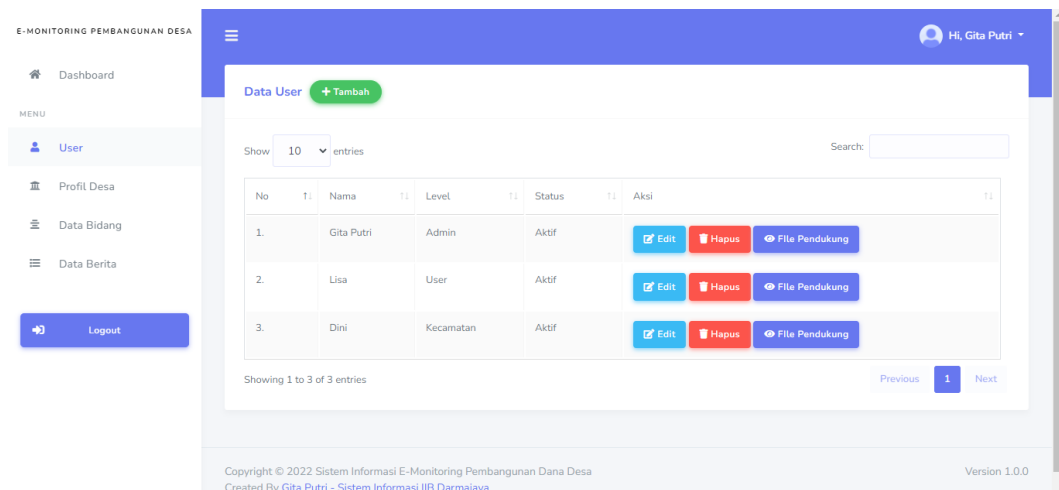 E-MONITORING PEMBANGUNAN DESA
Hi, Gita Putri
Dashboard
MENU
User
Profil Desa
Data Bidang
Data Berita
Logout
Data User + Tambah
Show 10 entries
Search:
No Nama Level Status Aksi
1. Gita Putri Admin Aktif Edit Hapus FIle Pendukung
2. Lisa User Aktif Edit Hapus FIle Pendukung
3. Dini Kecamatan Aktif Edit Hapus FIle Pendukung
Showing 1 to 3 of 3 entries
Previous 1 Next
Copyright © 2022 Sistem Informasi E-Monitoring Pembangunan Dana Desa
Version 1.0.0
Created By Gita Putri - Sistem Informasi IIB Darmajaya